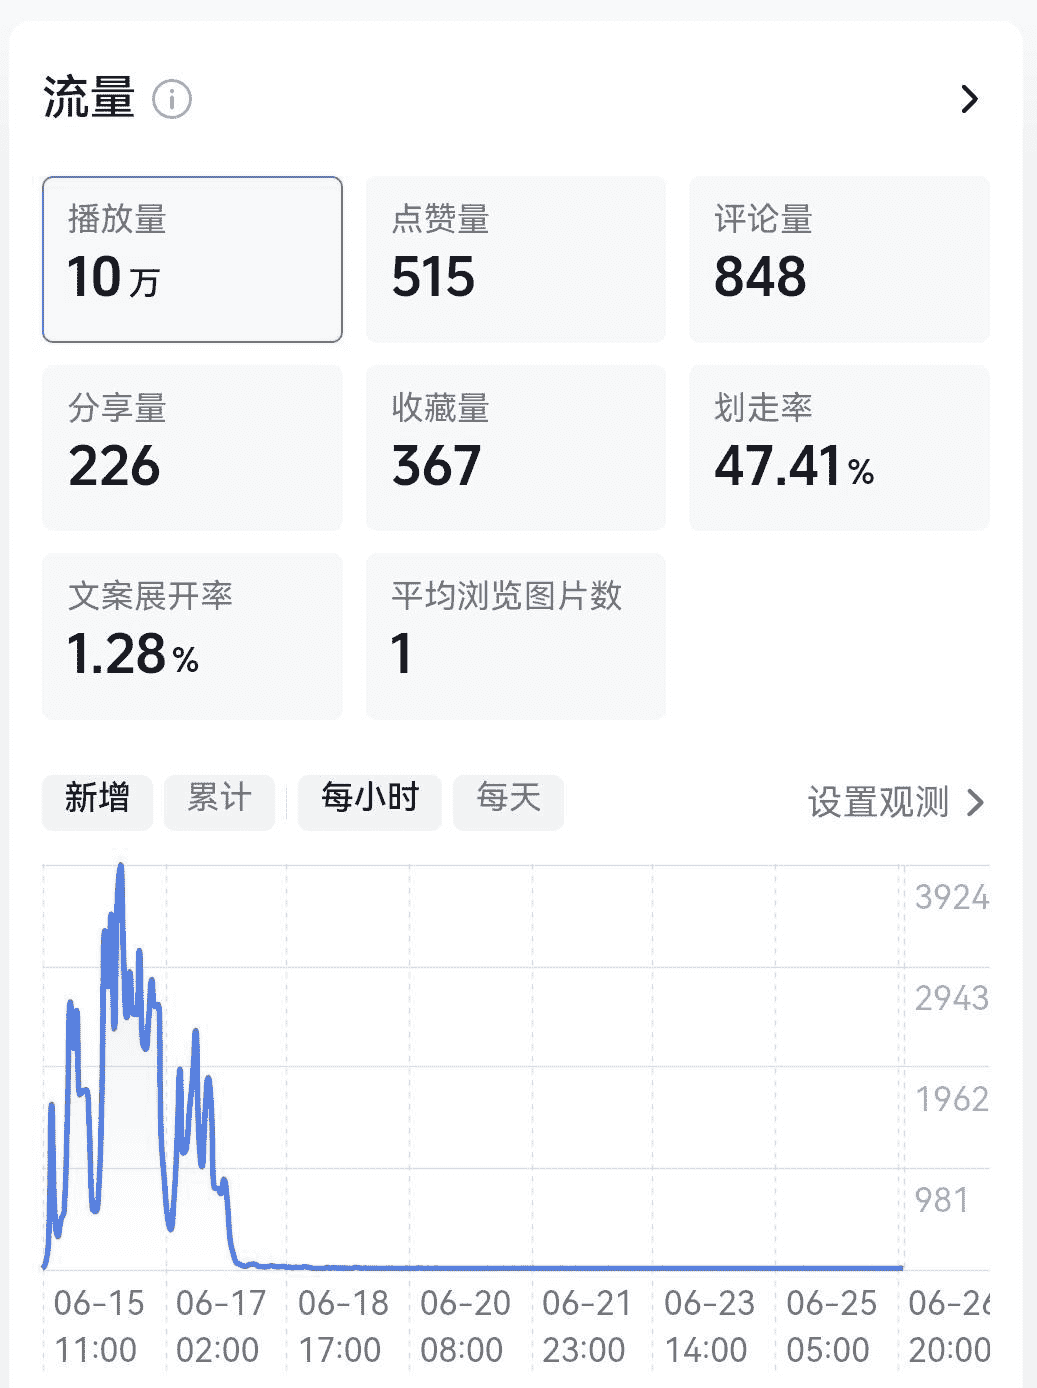 流量
播放量 点赞量 评论量
10万 515 848
分享量 收藏量 划走率
226 367 47.41%
文案展开率 平均浏览图片数
1.28% 1
新增 累计 每小时 每天 设置观测
3924
2943
1962
981
06-15 06-17 06-18 06-20 06-21 06-23 06-25 06-26
11:00 02:00 17:00 08:00 23:00 14:00 05:00 20:00